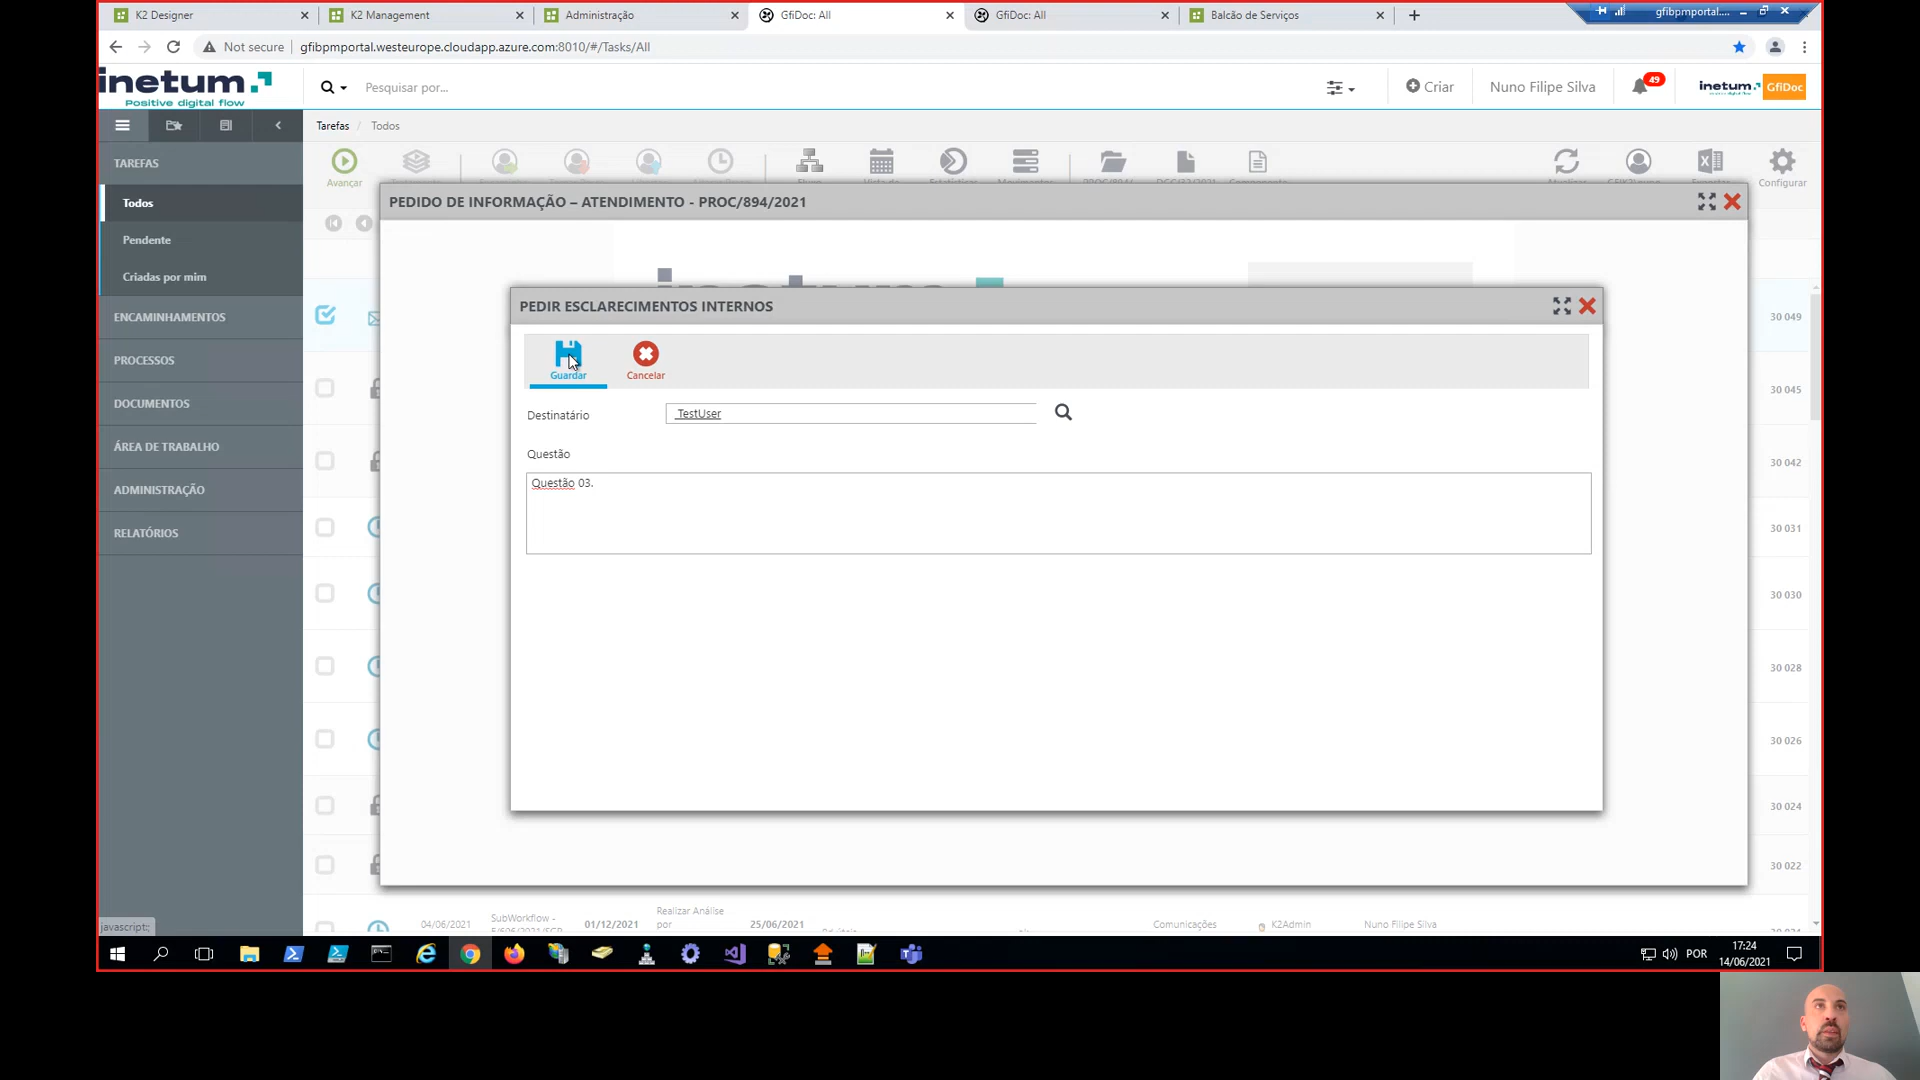 K2 Designer
K2 Management
Administração
GfiDoc: All
GfiDoc: All
Balcão de Serviços
gfibpmportal....
Not secure
gfibpmportal.westeurope.cloudapp.azure.com:8010/#/Tasks/All
inetum
Positive digital flow
Pesquisar por...
Criar
Nuno Filipe Silva
49
inetum
GfiDoc
Tarefas / Todos
TAREFAS
Todos
Pendente
Criadas por mim
ENCAMINHAMENTOS
PROCESSOS
DOCUMENTOS
ÁREA DE TRABALHO
ADMINISTRAÇÃO
RELATÓRIOS
Avançar
Configurar
PEDIDO DE INFORMAÇÃO – ATENDIMENTO - PROC/894/2021
PEDIR ESCLARECIMENTOS INTERNOS
Guardar
Cancelar
Destinatário
TestUser
Questão
Questão 03.
30 049
30 045
30 042
30 031
30 030
30 028
30 026
30 024
30 022
04/06/2021
SubWorkflow -
01/12/2021
Realizar Análise
por
25/06/2021
Comunicações
K2Admin
Nuno Filipe Silva
javascript:;
POR
17:24
14/06/2021